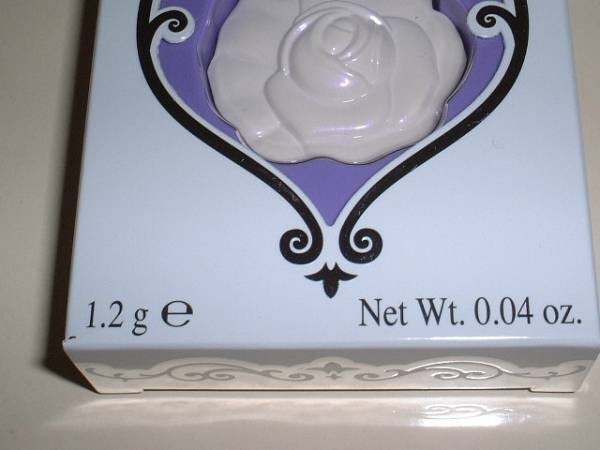 1.2 g ℮ Net Wt. 0.04 oz.